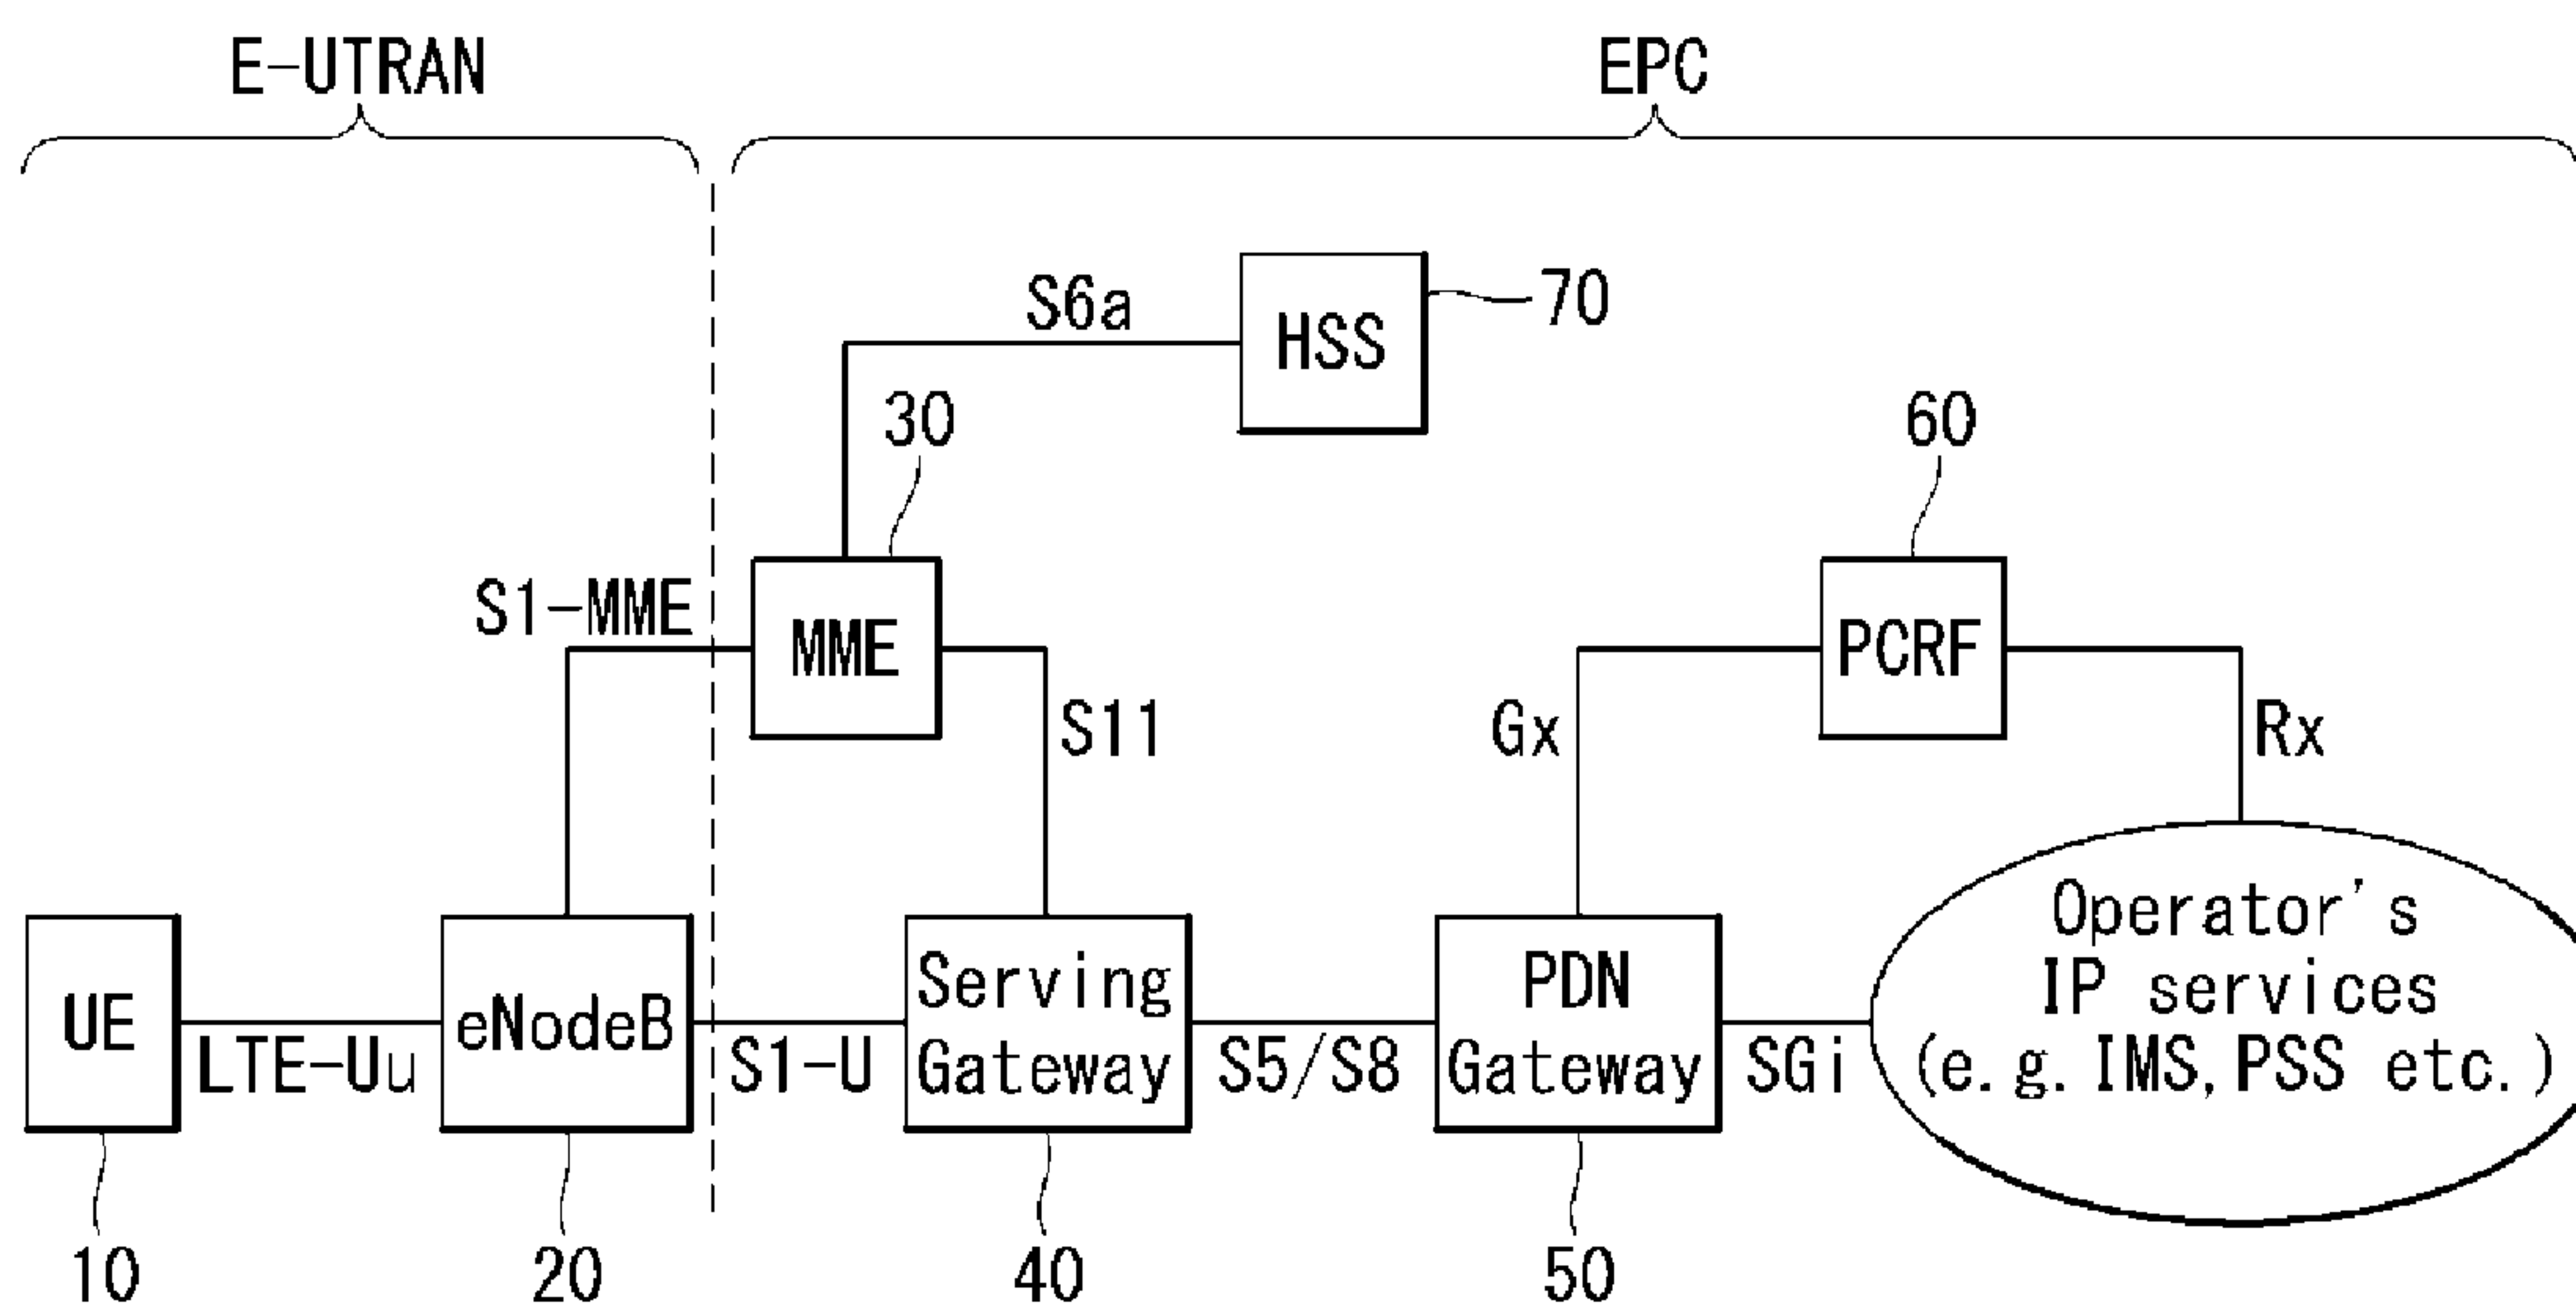 E-UTRAN
EPC
S6a
HSS
70
30
60
S1-MME
MME
PCRF
S11
Gx
Rx
UE
LTE-Uu
eNodeB
S1-U
Serving
Gateway
S5/S8
PDN
Gateway
SGi
Operator's
IP services
(e.g. IMS, PSS etc.)
10
20
40
50